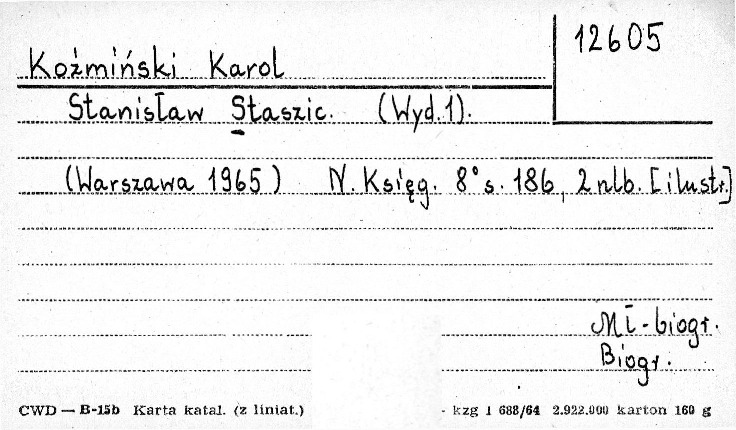 12605
Koźmiński Karol
Stanisław Staszic. (Wyd.1).
(Warszawa 1965) N. Księg. 8° s. 186, 2 nlb. [ilustr.]
Mł-biogr.
Biogr.
CWD — B-15b Karta katal. (z liniat.) - kzg 1 688/64 2.922.000 karton 160 g